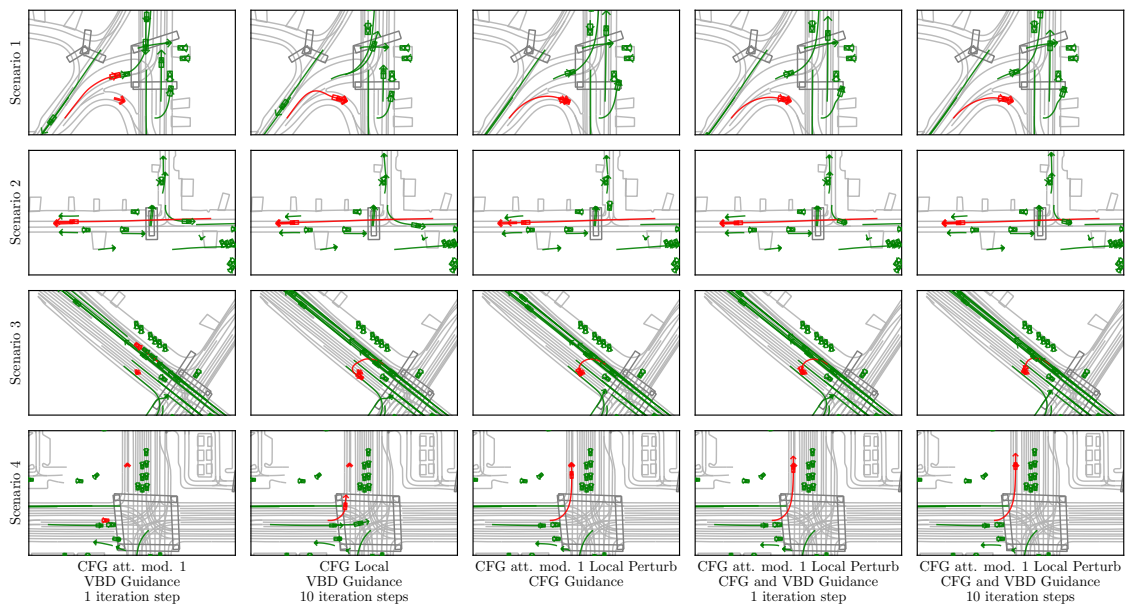 Scenario 1
Scenario 2
Scenario 3
Scenario 4
CFG att. mod. 1
VBD Guidance
1 iteration step
CFG Local
VBD Guidance
10 iteration steps
CFG att. mod. 1 Local Perturb
CFG Guidance
CFG att. mod. 1 Local Perturb
CFG and VBD Guidance
1 iteration step
CFG att. mod. 1 Local Perturb
CFG and VBD Guidance
10 iteration steps